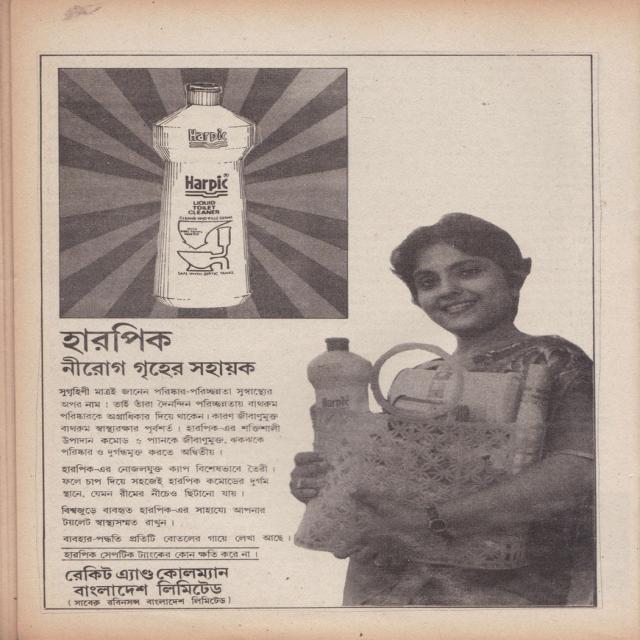 Harpic
Harpic®
LIQUID
TOILET
CLEANER
SAFE WITH SEPTIC TANKS
Harpic
হারপিক
নীরোগ গৃহের সহায়ক
সুগৃহিণী মাত্রই জানেন পরিষ্কার-পরিচ্ছন্নতা সুস্বাস্থ্যের
অপর নাম। তাই তাঁরা দৈনন্দিন পরিচ্ছন্নতায় বাথরুম
পরিষ্কারকে অগ্রাধিকার দিয়ে থাকেন। কারণ জীবাণুমুক্ত
বাথরুম স্বাস্থ্যরক্ষার পূর্বশর্ত। হারপিক-এর শক্তিশালী
উপাদান কমোড ও প্যানকে জীবাণুমুক্ত, ঝকঝকে
পরিষ্কার ও দুর্গন্ধমুক্ত করতে অদ্বিতীয়।
হারপিক-এর নোজলযুক্ত ক্যাপ বিশেষভাবে তৈরী।
ফলে চাপ দিয়ে সহজেই হারপিক কমোডের দুর্গম
স্থানে, যেমন রীমের নীচেও ছিটানো যায়।
বিশ্বজুড়ে ব্যবহৃত হারপিক-এর সাহায্যে আপনার
টয়লেট স্বাস্থ্যসম্মত রাখুন।
ব্যবহার-পদ্ধতি প্রতিটি বোতলের গায়ে লেখা আছে।
হারপিক সেপটিক ট্যাংকের কোন ক্ষতি করে না।
রেকিট এ্যাণ্ড কোলম্যান
বাংলাদেশ লিমিটেড
(সাবেক রবিনসন্স বাংলাদেশ লিমিটেড)